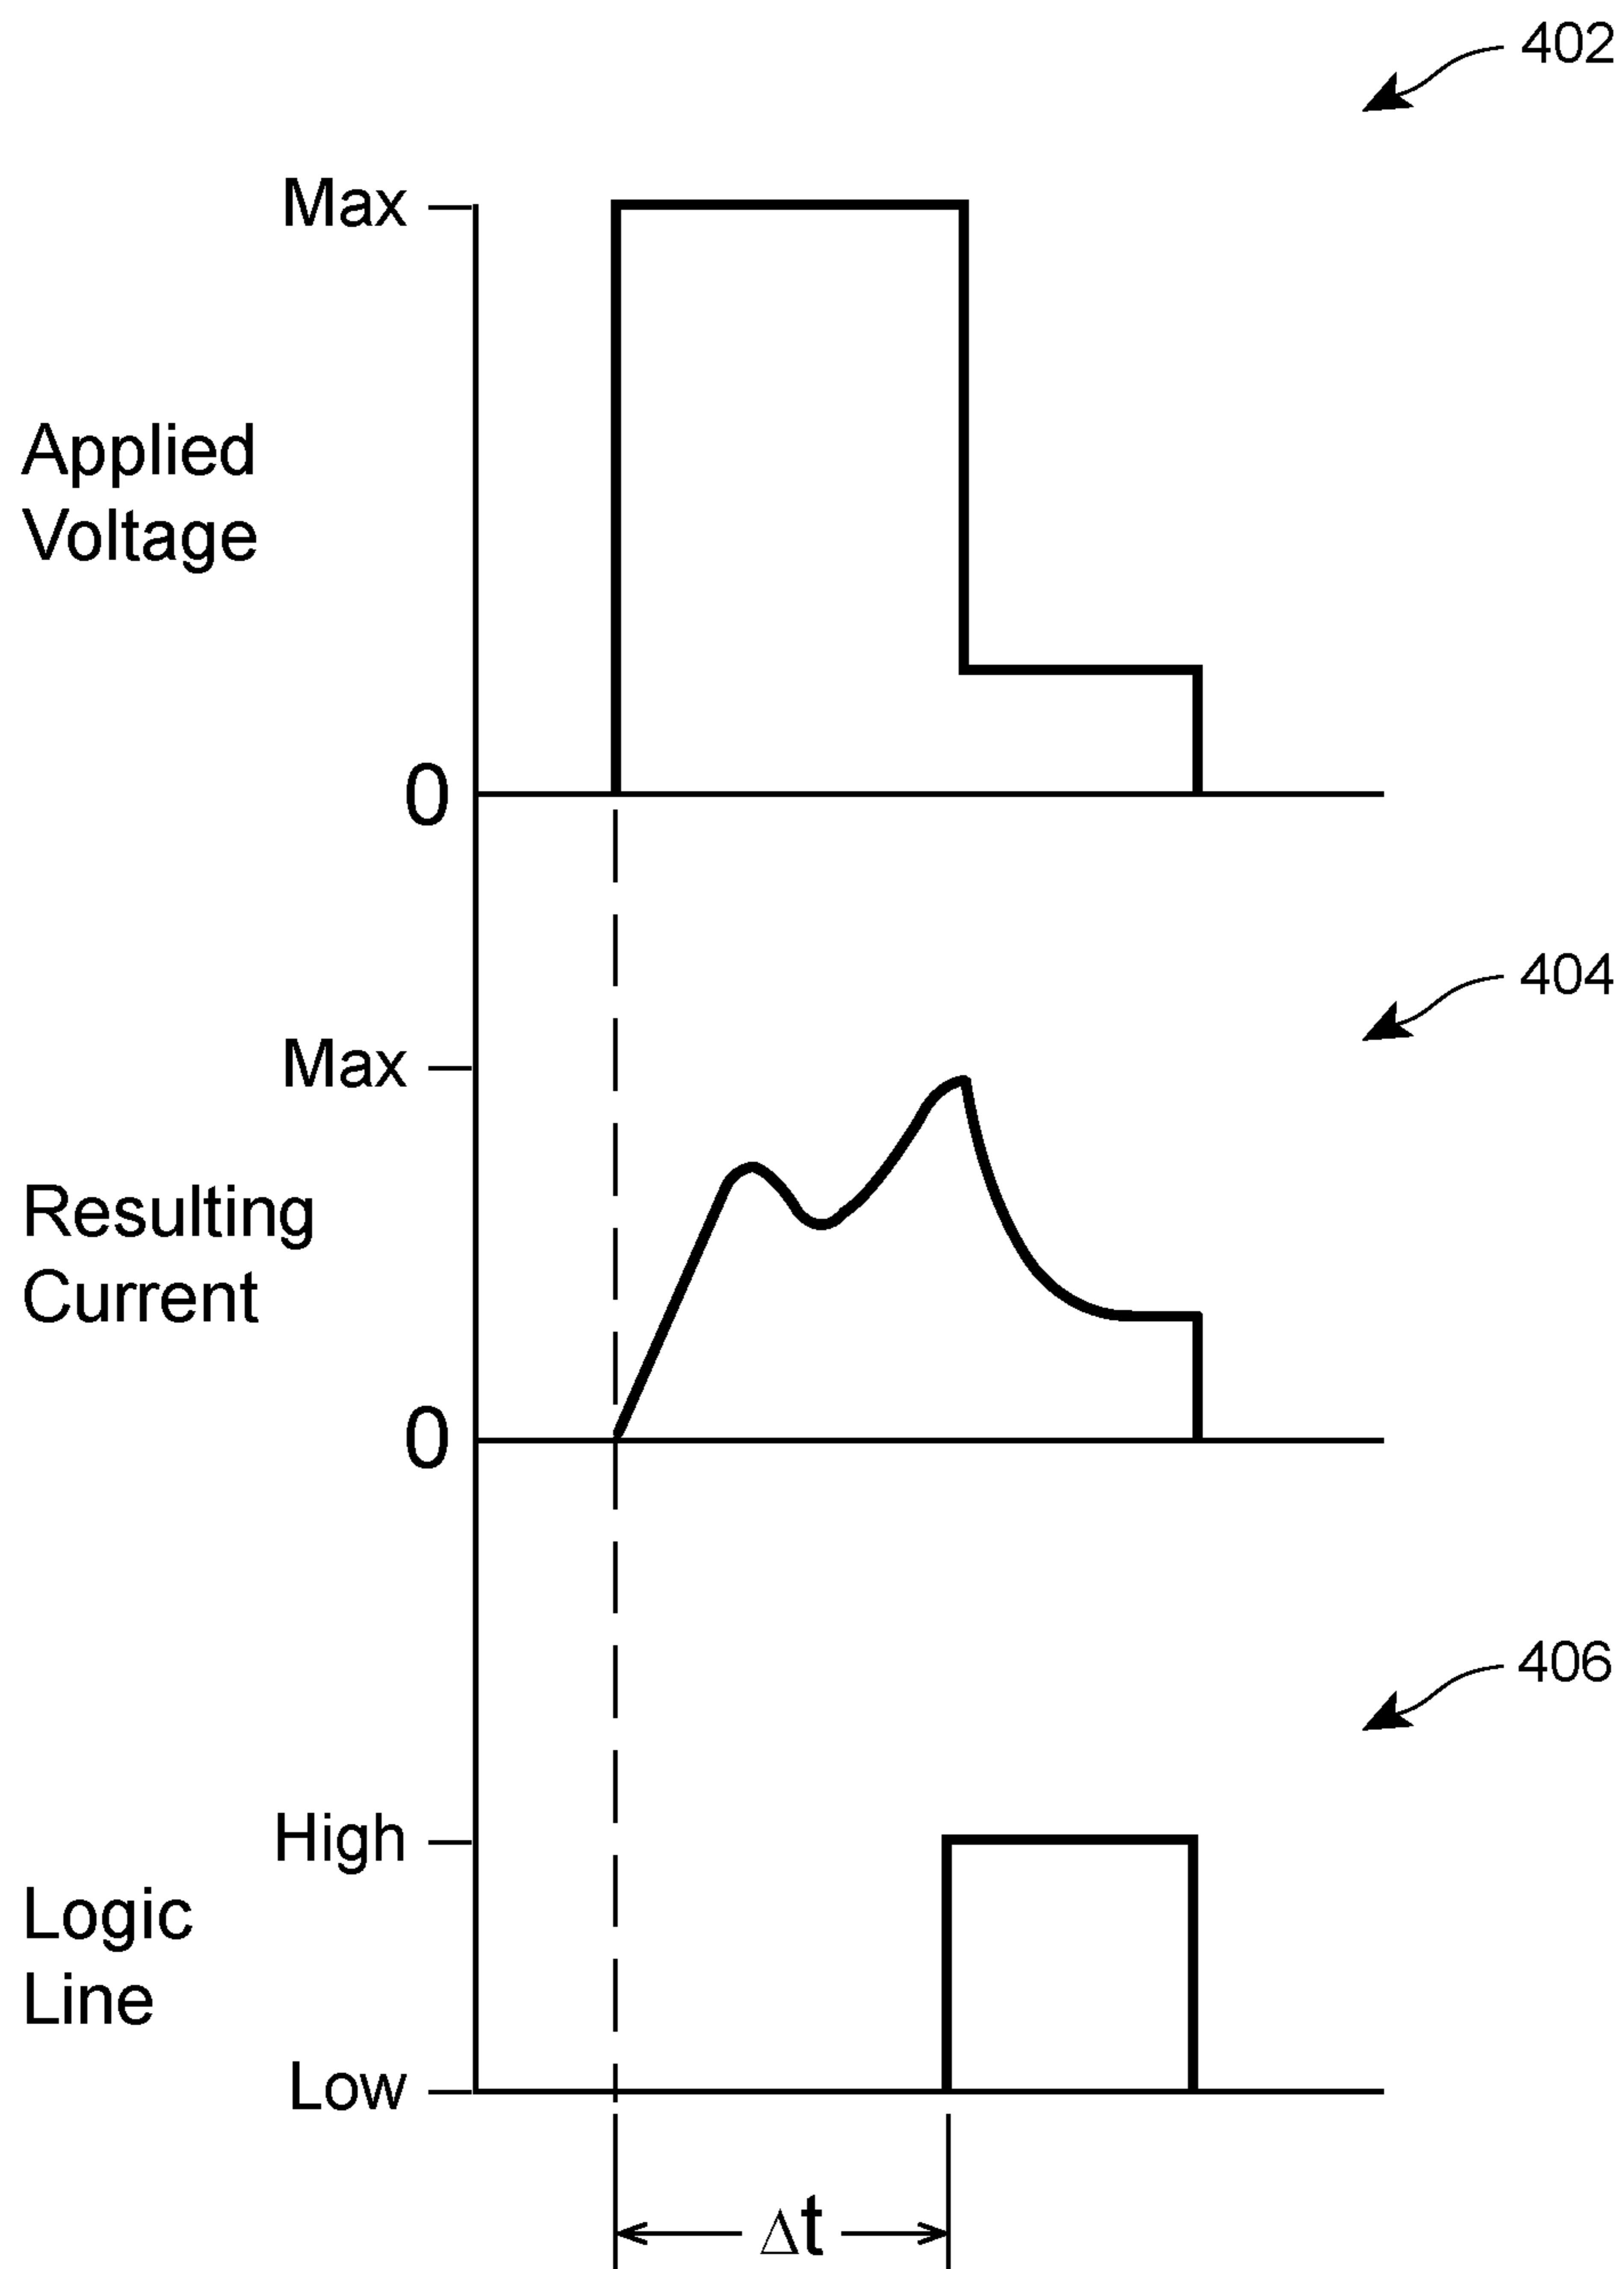 402
Max
Applied
Voltage
0
404
Max
Resulting
Current
0
406
High
Logic
Line
Low
Δt